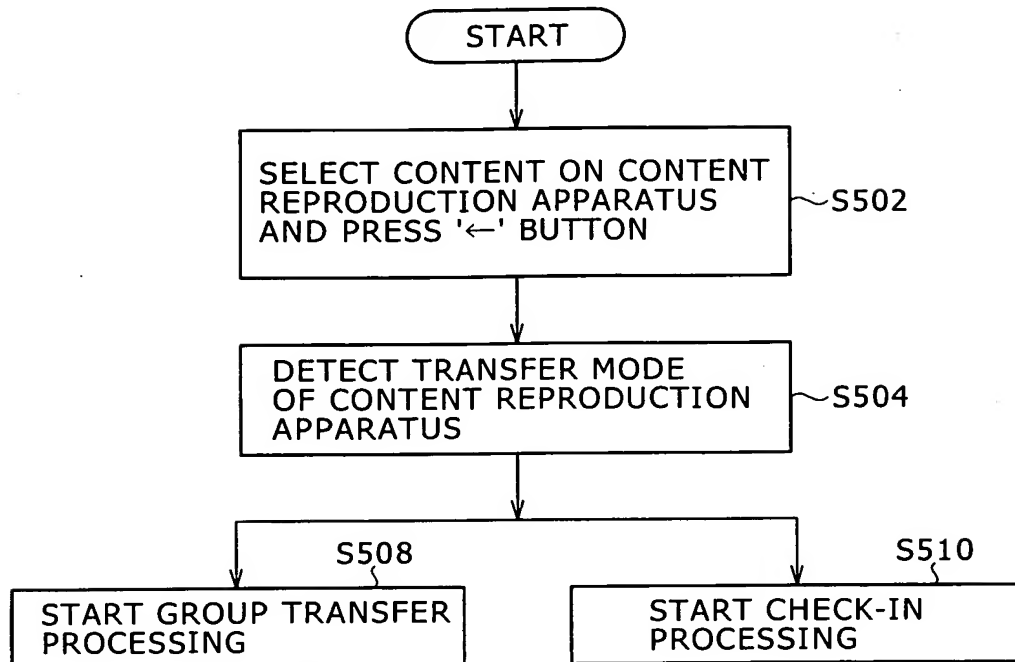 START
SELECT CONTENT ON CONTENT
REPRODUCTION APPARATUS
AND PRESS '←' BUTTON
S502
DETECT TRANSFER MODE
OF CONTENT REPRODUCTION
APPARATUS
S504
S508
START GROUP TRANSFER
PROCESSING
S510
START CHECK-IN
PROCESSING